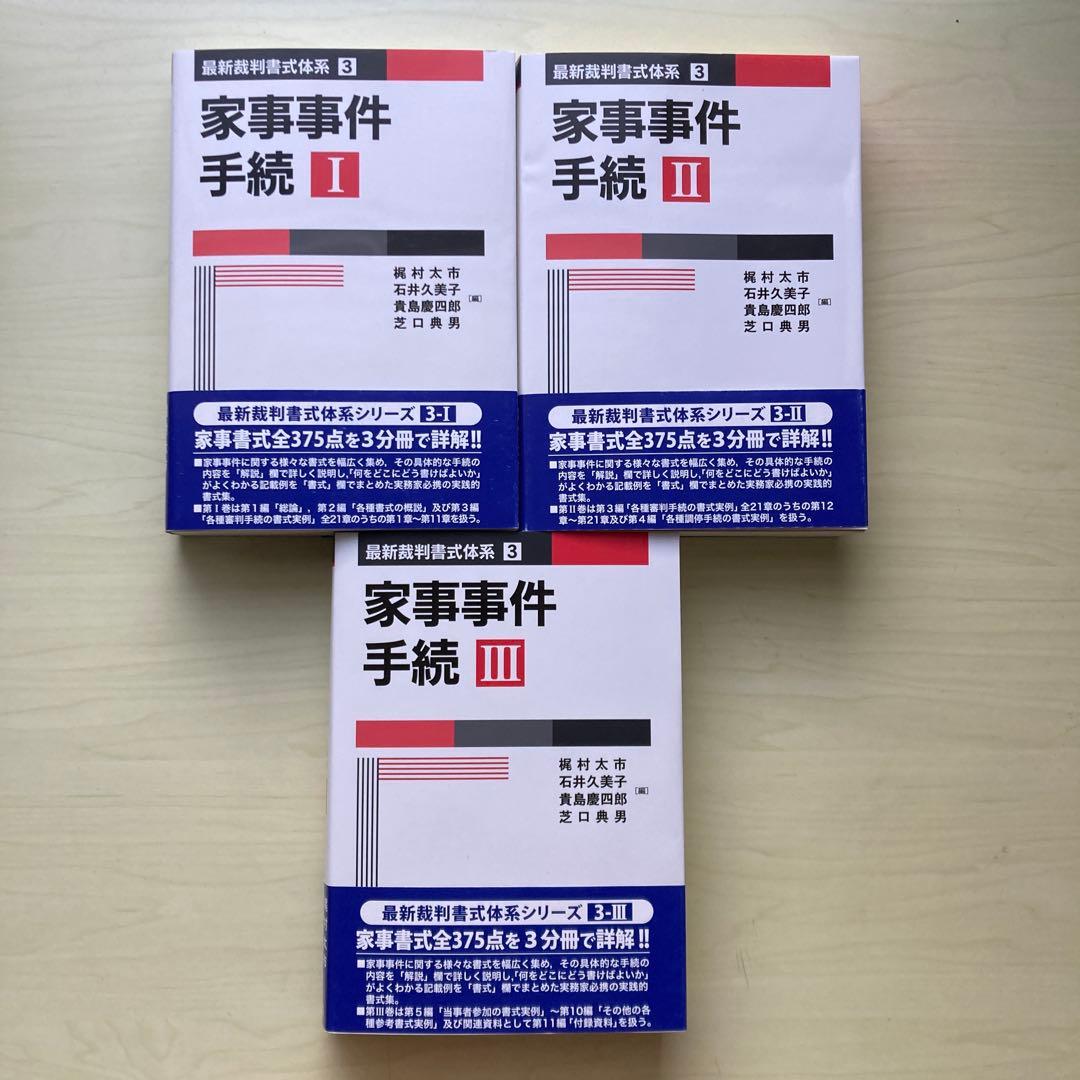 最新裁判書式体系 3
家事事件
手続 Ⅰ
梶村太市
石井久美子
貴島慶四郎
芝口典男
[編]
最新裁判書式体系シリーズ 3-Ⅰ
家事書式全375点を3分冊で詳解!!
■家事事件に関する様々な書式を幅広く集め，その具体的な手続の
内容を「解説」欄で詳しく説明し，「何をどこにどう書けばよいか」
がよくわかる記載例を「書式」欄でまとめた実務家必携の実践的
書式集。
■第Ⅰ巻は第1編「総論」，第2編「各種書式の概説」及び第3編
「各種審判手続の書式実例」全21章のうちの第1章～第11章を扱う。
最新裁判書式体系 3
家事事件
手続 Ⅱ
梶村太市
石井久美子
貴島慶四郎
芝口典男
[編]
最新裁判書式体系シリーズ 3-Ⅱ
家事書式全375点を3分冊で詳解!!
■家事事件に関する様々な書式を幅広く集め，その具体的な手続の
内容を「解説」欄で詳しく説明し，「何をどこにどう書けばよいか」
がよくわかる記載例を「書式」欄でまとめた実務家必携の実践的
書式集。
■第Ⅱ巻は第3編「各種審判手続の書式実例」全21章のうちの第12
章～第21章及び第4編「各種調停手続の書式実例」を扱う。
最新裁判書式体系 3
家事事件
手続 Ⅲ
梶村太市
石井久美子
貴島慶四郎
芝口典男
[編]
最新裁判書式体系シリーズ 3-Ⅲ
家事書式全375点を3分冊で詳解!!
■家事事件に関する様々な書式を幅広く集め，その具体的な手続の
内容を「解説」欄で詳しく説明し，「何をどこにどう書けばよいか」
がよくわかる記載例を「書式」欄でまとめた実務家必携の実践的
書式集。
■第Ⅲ巻は第5編「当事者参加の書式実例」～第10編「その他の各
種参考書式実例」及び関連資料として第11編「付録資料」を扱う。